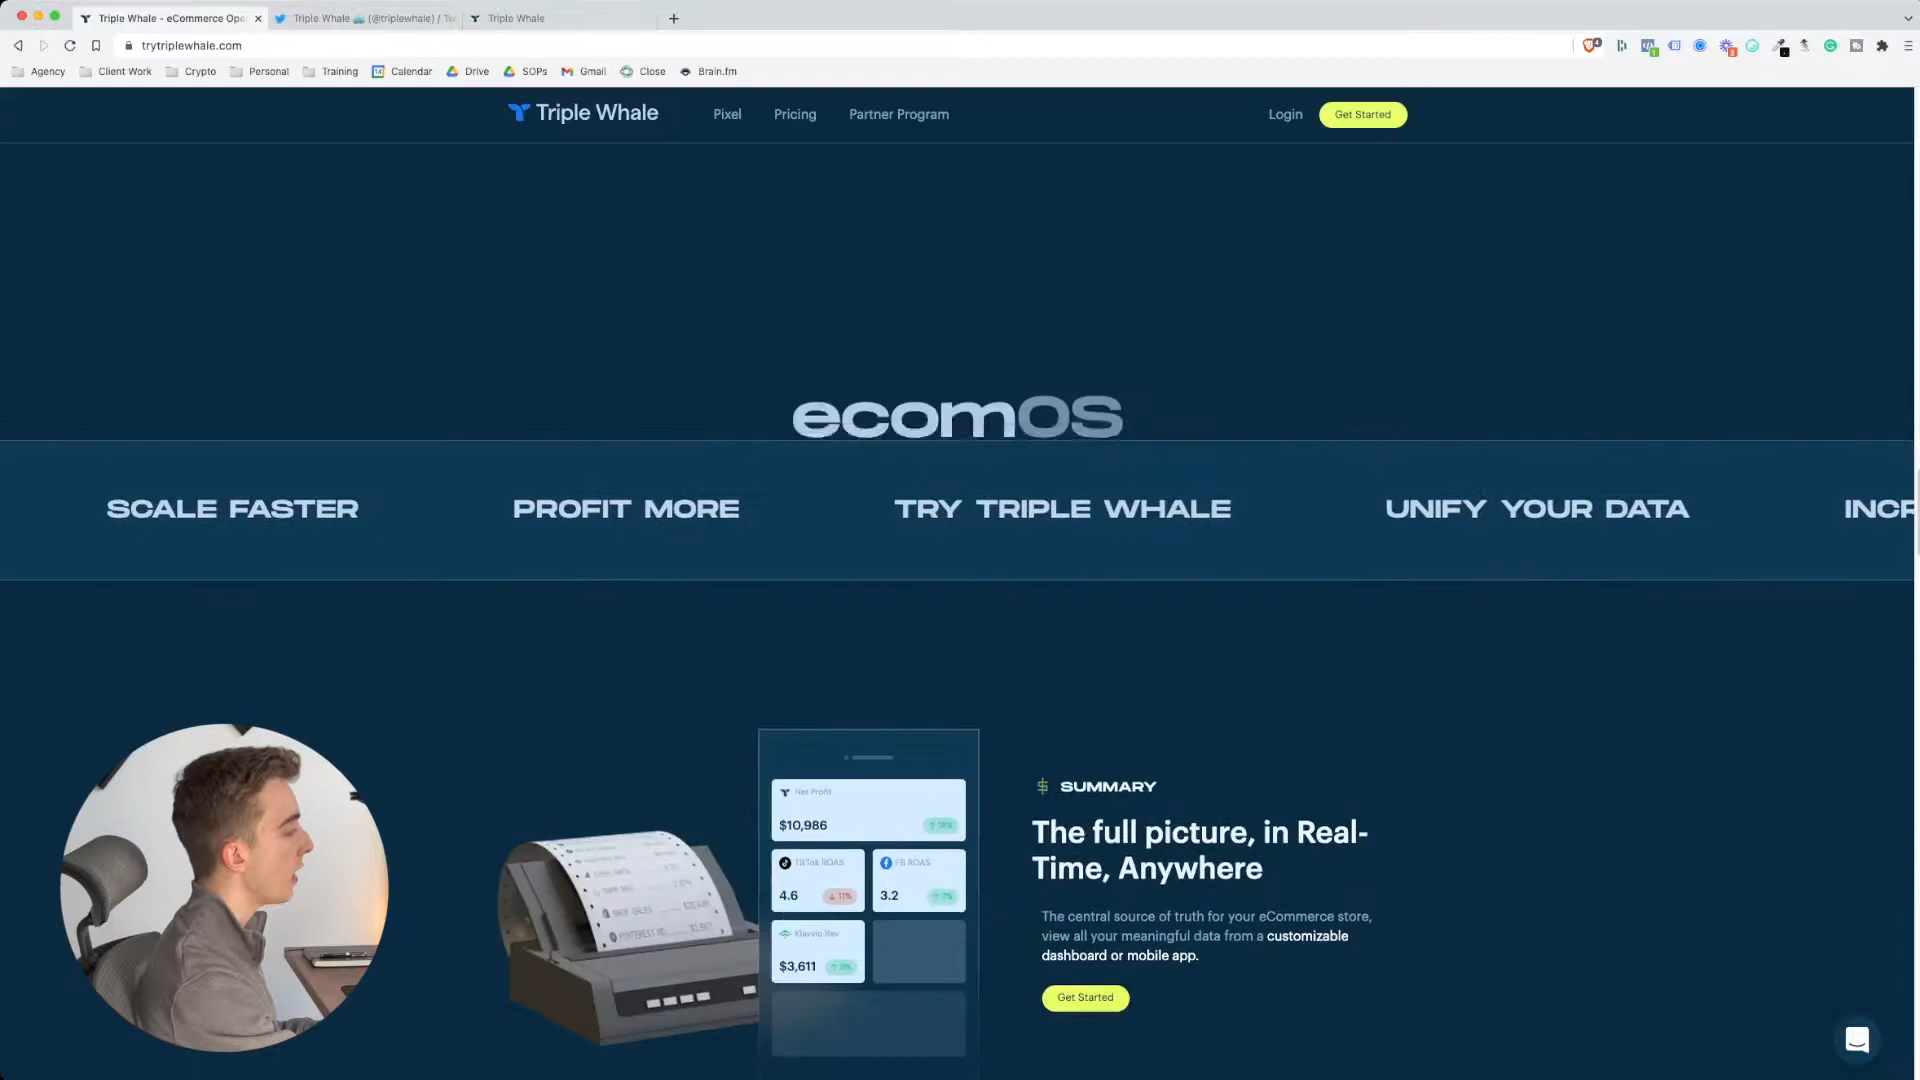 Triple Whale - eCommerce Ope
Triple Whale
(@triplewhale) / Tw
Triple Whale
trytriplewhale.com
Agency
Client Work
Crypto
Personal
Training
Calendar
Drive
SOPs
Gmail
Close
Brain.fm
Triple Whale
Pixel
Pricing
Partner Program
Login
Get Started
ecomOS
SCALE FASTER
PROFIT MORE
TRY TRIPLE WHALE
UNIFY YOUR DATA
INCR
Net Profit
$10,986
TikTok ROAS
4.6
FB ROAS
3.2
Klaviyo Rev
$3,611
SUMMARY
The full picture, in Real-
Time, Anywhere
The central source of truth for your eCommerce store,
view all your meaningful data from a customizable
dashboard or mobile app.
Get Started